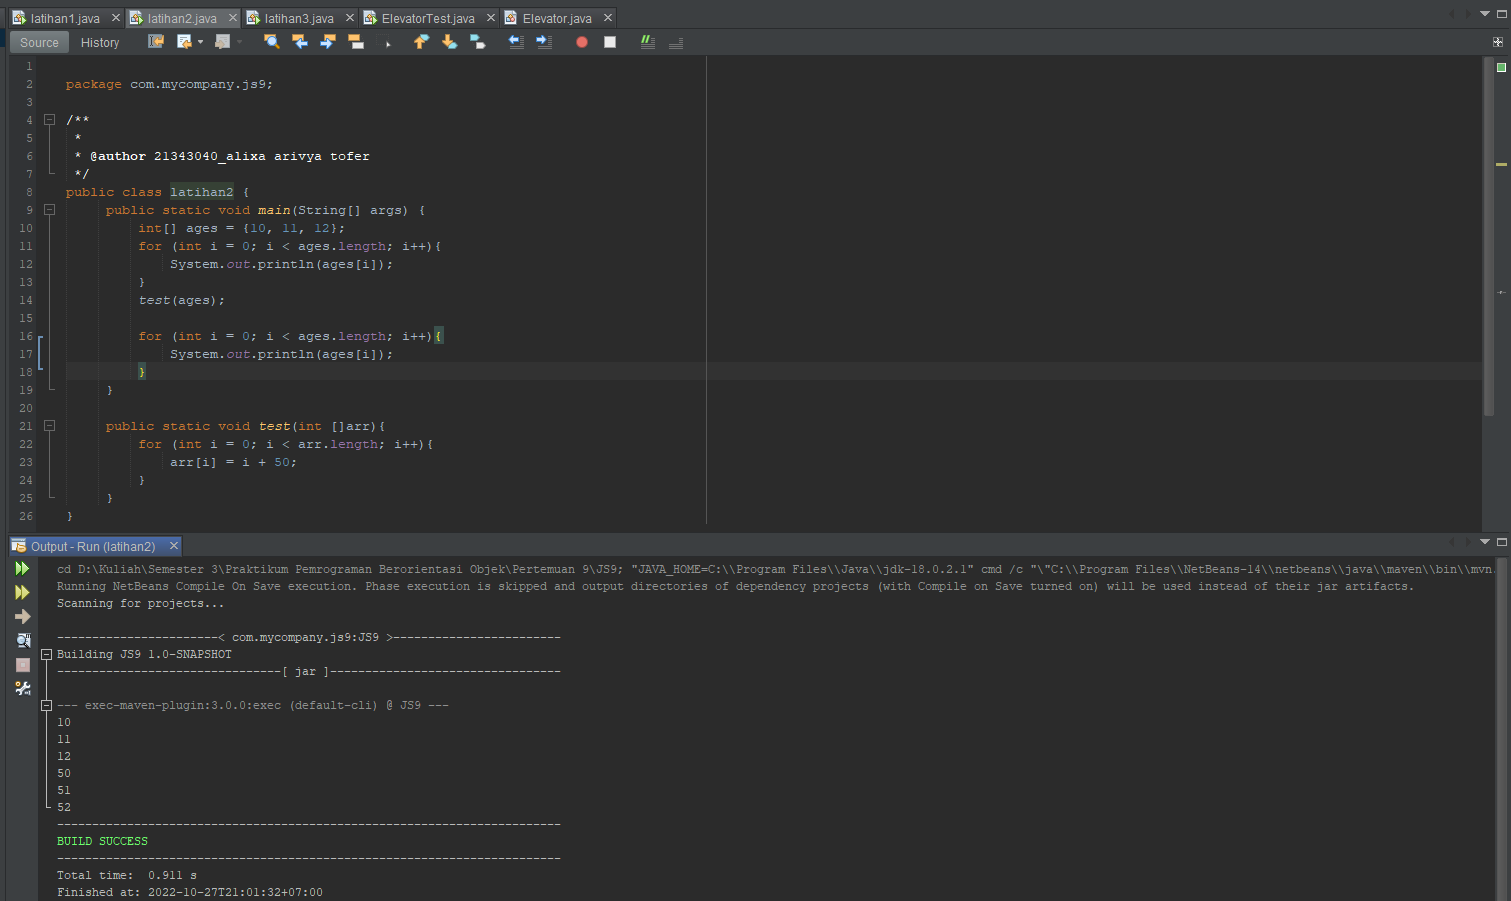 latihan1.java latihan2.java latihan3.java ElevatorTest.java Elevator.java
Source History
1
2 package com.mycompany.js9;
3
4 /**
5 *
6 * @author 21343040_alixa arivya tofer
7 */
8 public class latihan2 {
9 public static void main(String[] args) {
10 int[] ages = {10, 11, 12};
11 for (int i = 0; i < ages.length; i++){
12 System.out.println(ages[i]);
13 }
14 test(ages);
15
16 for (int i = 0; i < ages.length; i++){
17 System.out.println(ages[i]);
18 }
19 }
20
21 public static void test(int []arr){
22 for (int i = 0; i < arr.length; i++){
23 arr[i] = i + 50;
24 }
25 }
26 }
Output - Run (latihan2)
cd D:\Kuliah\Semester 3\Praktikum Pemrograman Berorientasi Objek\Pertemuan 9\JS9; "JAVA_HOME=C:\\Program Files\\Java\\jdk-18.0.2.1" cmd /c "\"C:\\Program Files\\NetBeans-14\\netbeans\\java\\maven\\bin\\mvn.
Running NetBeans Compile On Save execution. Phase execution is skipped and output directories of dependency projects (with Compile on Save turned on) will be used instead of their jar artifacts.
Scanning for projects...
-----------------------< com.mycompany.js9:JS9 >------------------------
Building JS9 1.0-SNAPSHOT
--------------------------------[ jar ]---------------------------------
--- exec-maven-plugin:3.0.0:exec (default-cli) @ JS9 ---
10
11
12
50
51
52
------------------------------------------------------------------------
BUILD SUCCESS
------------------------------------------------------------------------
Total time:  0.911 s
Finished at: 2022-10-27T21:01:32+07:00